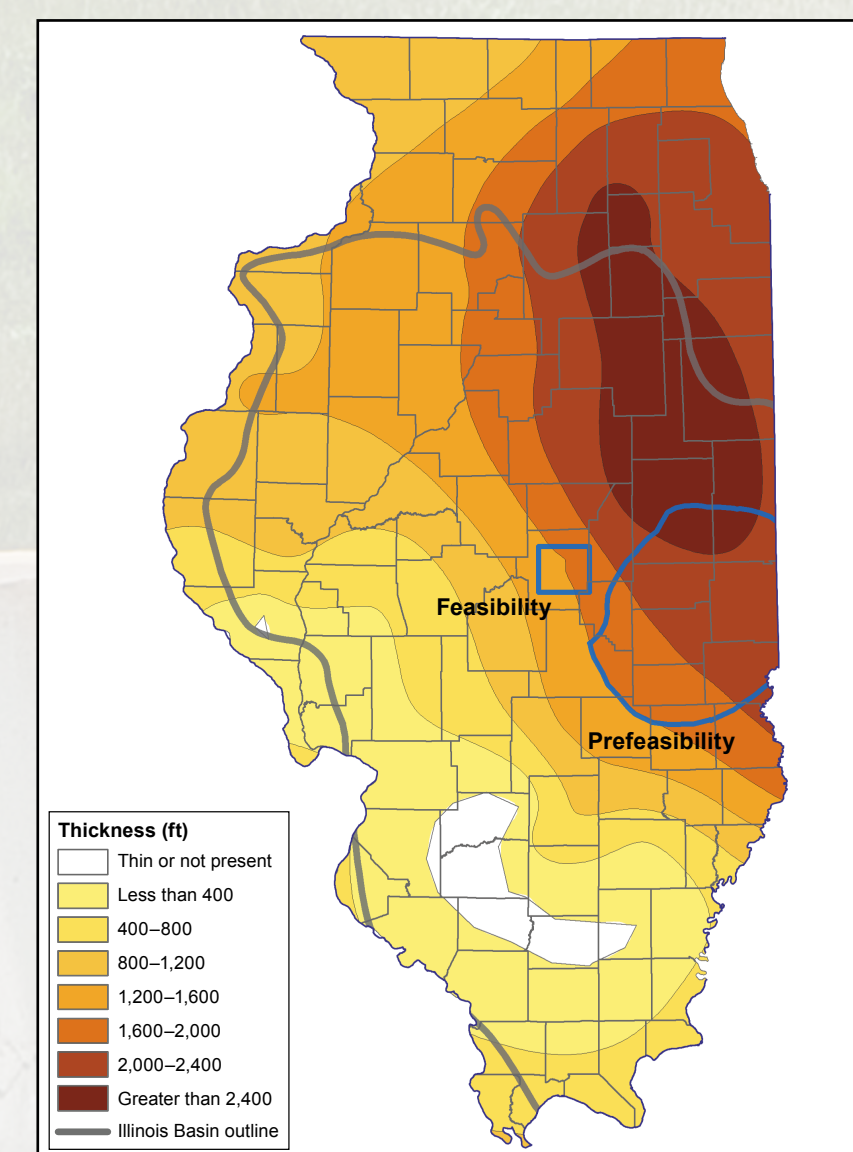 Feasibility
Prefeasibility
Thickness (ft)
Thin or not present
Less than 400
400–800
800–1,200
1,200–1,600
1,600–2,000
2,000–2,400
Greater than 2,400
Illinois Basin outline